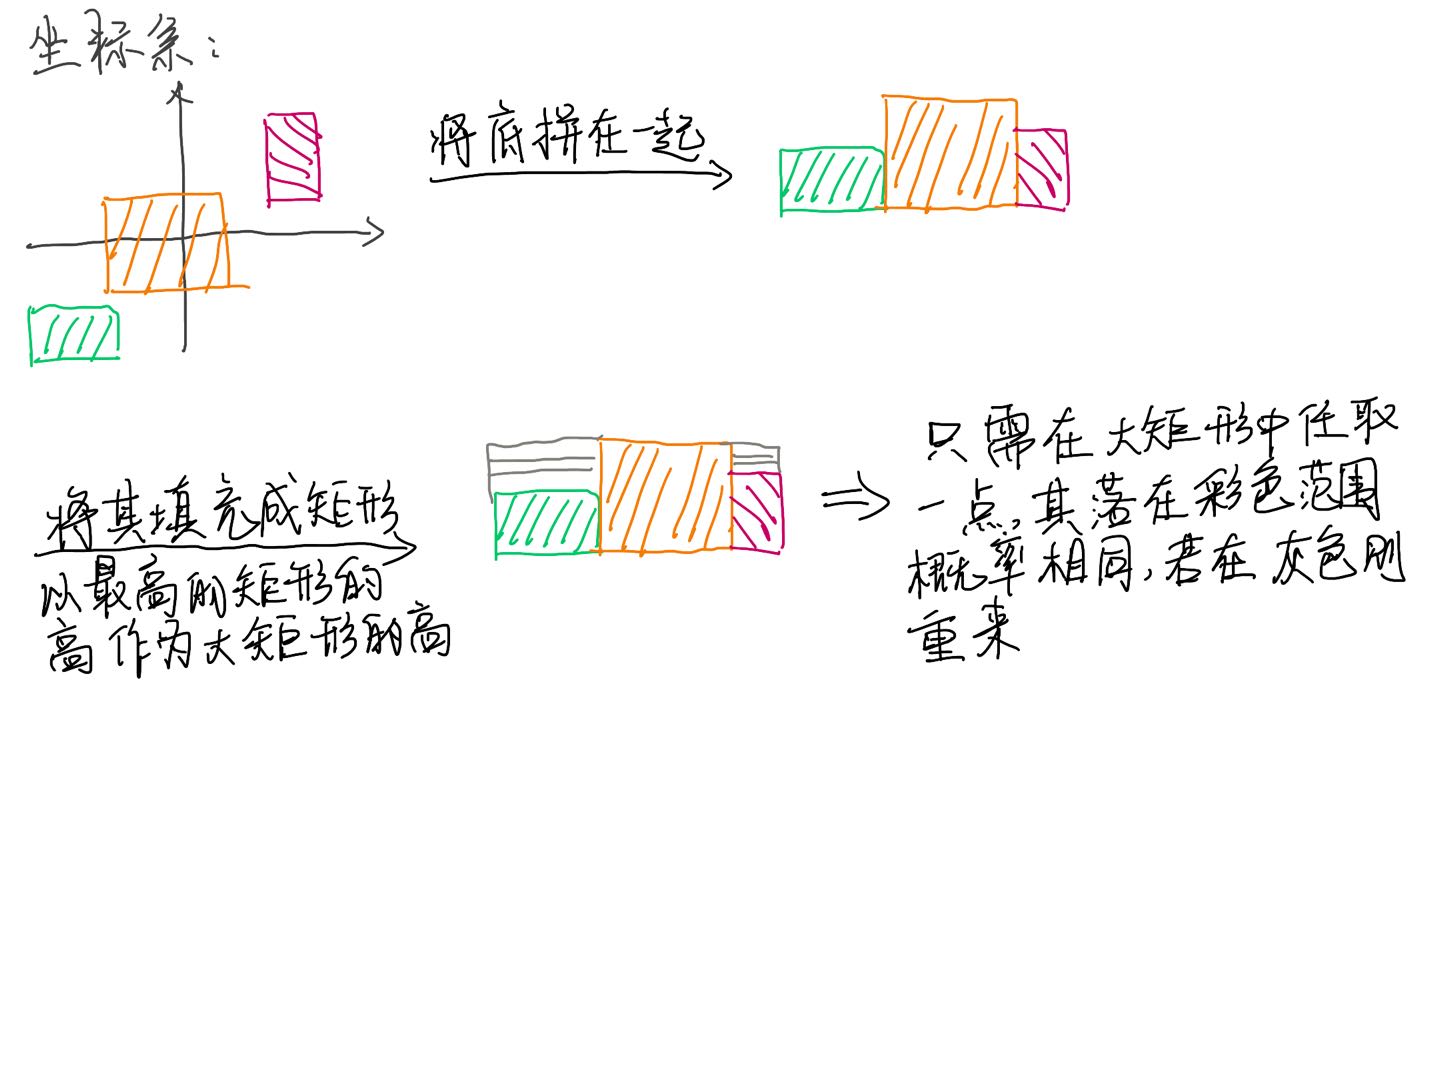 坐标系:
将底拼在一起
将其填充成矩形
以最高的矩形的
高作为大矩形的高
只需在大矩形中任取
一点,其落在彩色范围
概率相同,若在灰色则
重来